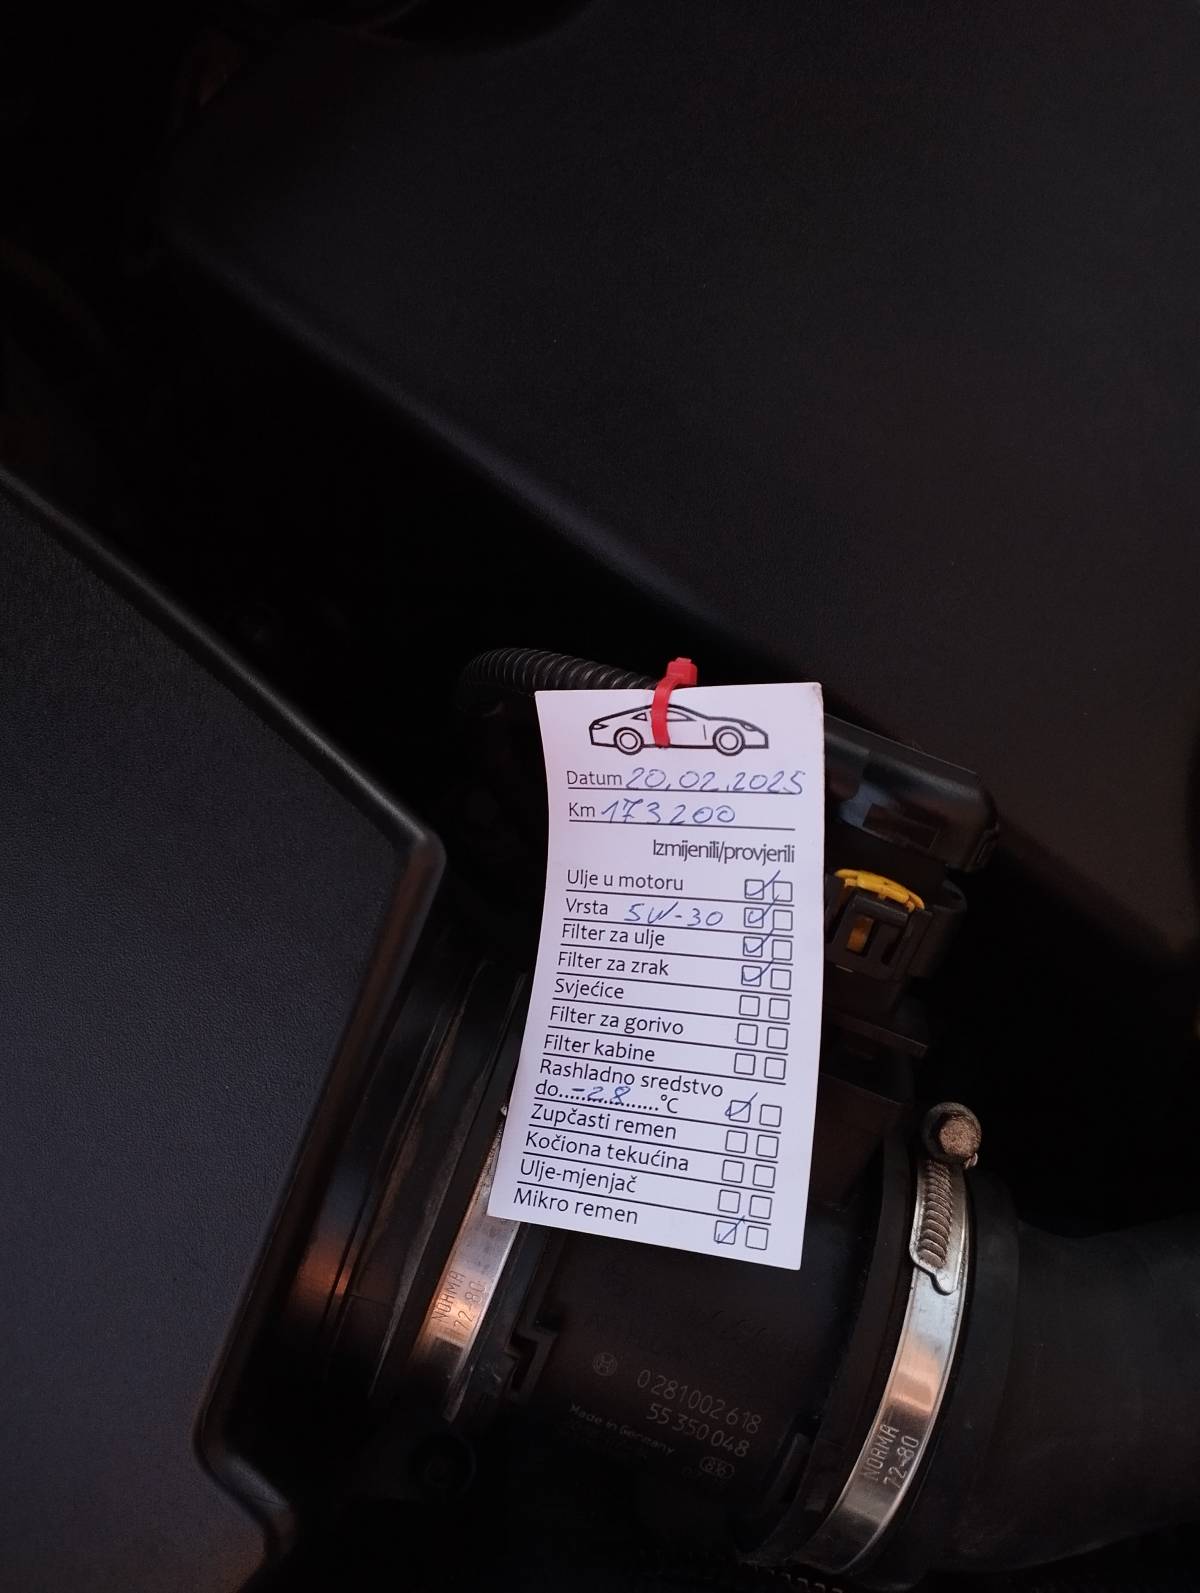 Datum 20.02.2025
Km 173200
Izmijenili/provjerili
Ulje u motoru
Vrsta 5W-30
Filter za ulje
Filter za zrak
Svjećice
Filter za gorivo
Filter kabine
Rashladno sredstvo
do....-28....°C
Zupčasti remen
Kočiona tekućina
Ulje-mjenjač
Mikro remen
NORMA
72-80
0281002618
55350048
Made in Germany
NORMA
72-80